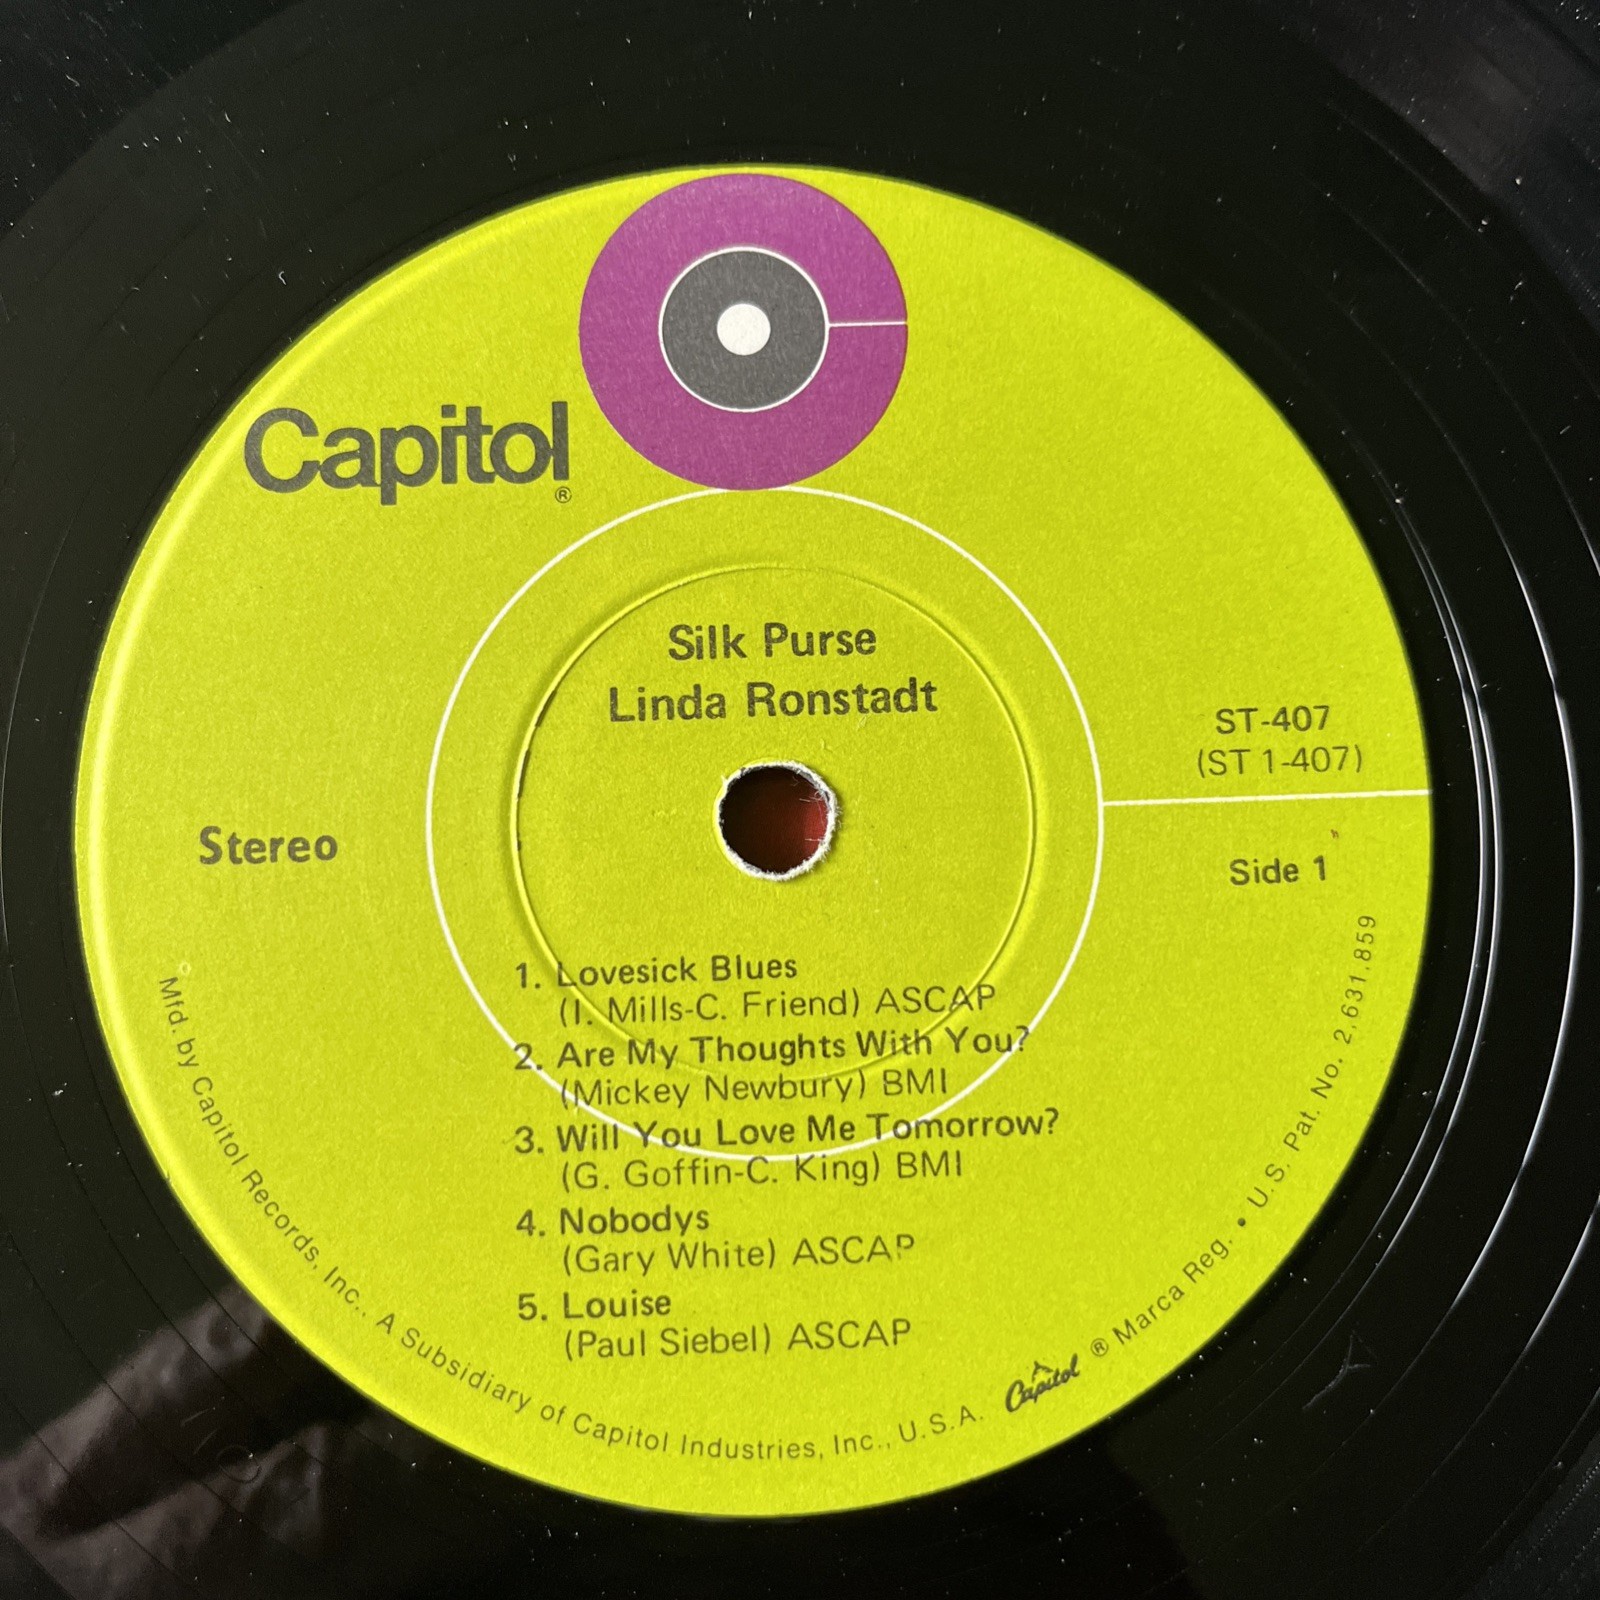 Capitol®
Silk Purse
Linda Ronstadt
ST-407
(ST 1-407)
Stereo
Side 1
1. Lovesick Blues
(I. Mills-C. Friend) ASCAP
2. Are My Thoughts With You?
(Mickey Newbury) BMI
3. Will You Love Me Tomorrow?
(G. Goffin-C. King) BMI
4. Nobodys
(Gary White) ASCAP
5. Louise
(Paul Siebel) ASCAP
Mfd. by Capitol Records, Inc., A Subsidiary of Capitol Industries, Inc., U.S.A. Capitol ® Marca Reg. • U.S. Pat. No. 2,631,859